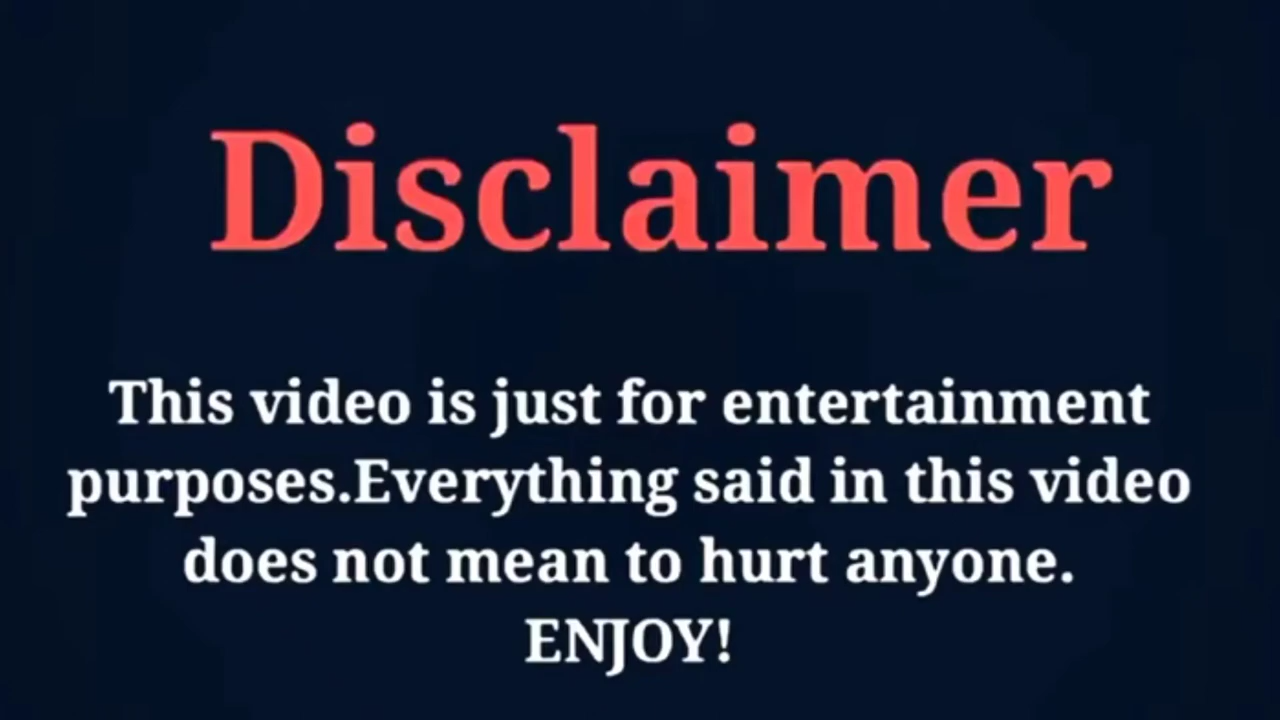 Disclaimer
This video is just for entertainment
purposes.Everything said in this video
does not mean to hurt anyone.
ENJOY!